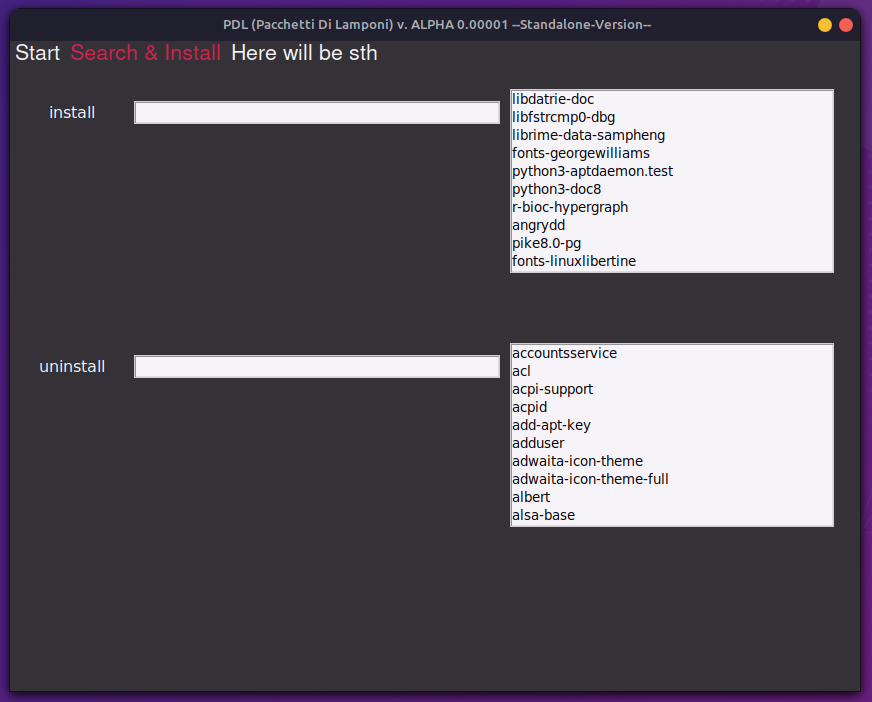 PDL (Pacchetti Di Lamponi) v. ALPHA 0.00001 --Standalone-Version--
Start Search & Install Here will be sth
install
libdatrie-doc
libfstrcmp0-dbg
librime-data-sampheng
fonts-georgewilliams
python3-aptdaemon.test
python3-doc8
r-bioc-hypergraph
angrydd
pike8.0-pg
fonts-linuxlibertine
uninstall
accountsservice
acl
acpi-support
acpid
add-apt-key
adduser
adwaita-icon-theme
adwaita-icon-theme-full
albert
alsa-base